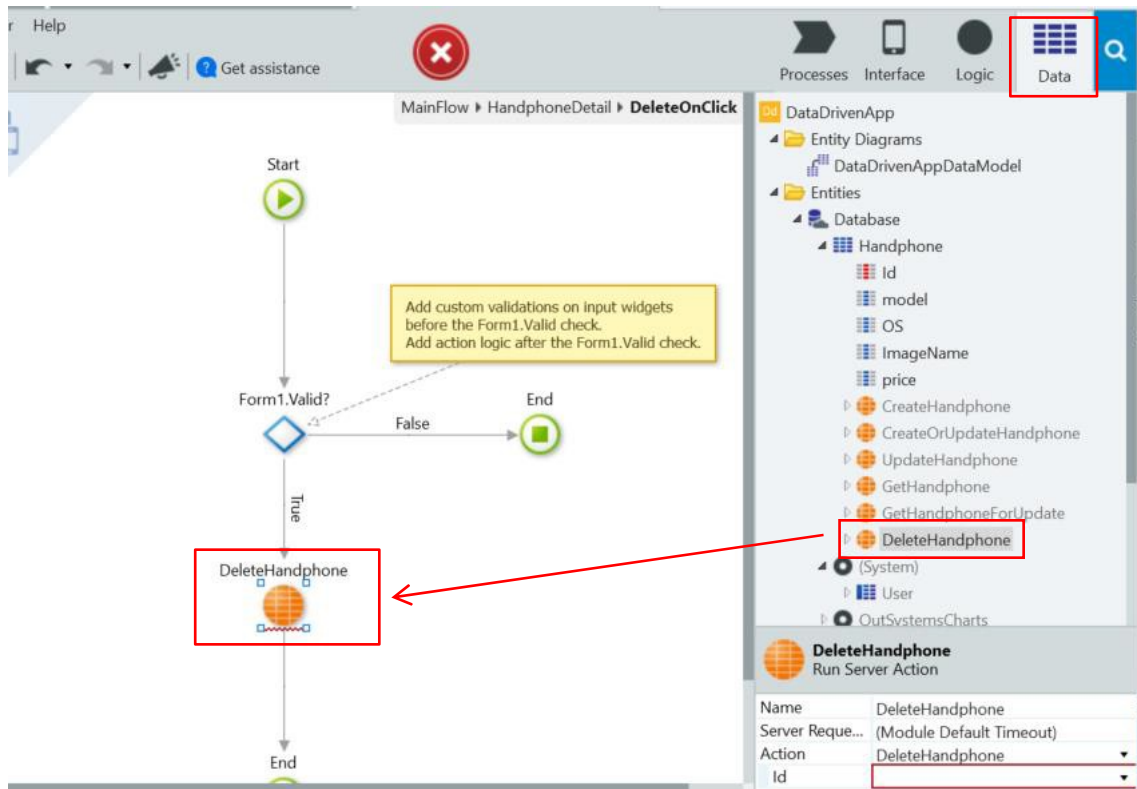 r Help
Get assistance
Processes Interface Logic Data
MainFlow HandphoneDetail DeleteOnClick
Start
Add custom validations on input widgets
before the Form1.Valid check.
Add action logic after the Form1.Valid check.
Form1.Valid?
False
End
True
DeleteHandphone
End
Dd DataDrivenApp
Entity Diagrams
DataDrivenAppDataModel
Entities
Database
Handphone
Id
model
OS
ImageName
price
CreateHandphone
CreateOrUpdateHandphone
UpdateHandphone
GetHandphone
GetHandphoneForUpdate
DeleteHandphone
(System)
User
OutSystemsCharts
DeleteHandphone
Run Server Action
Name DeleteHandphone
Server Reque... (Module Default Timeout)
Action DeleteHandphone
Id